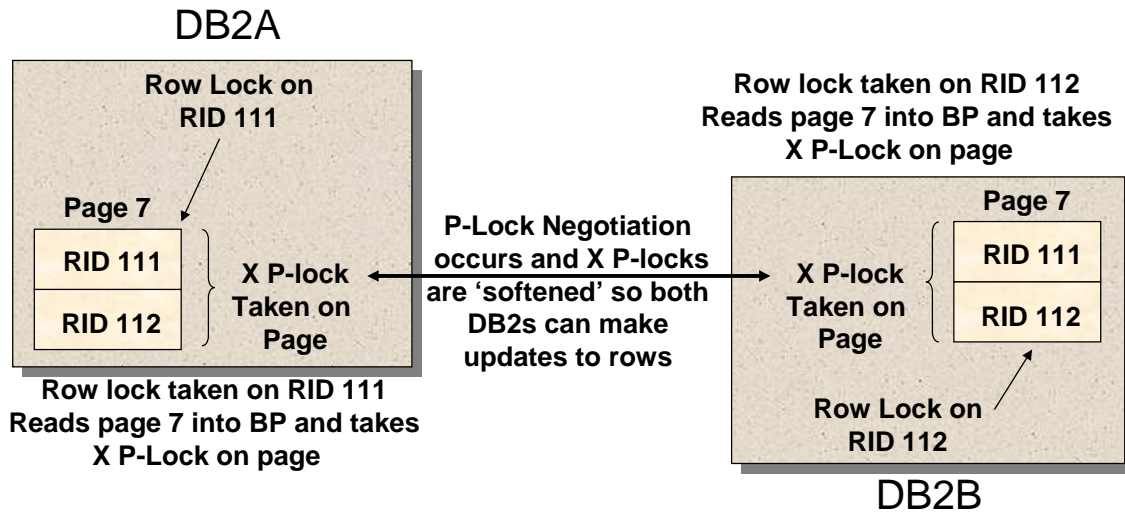 DB2A
Row Lock on
RID 111
Page 7
RID 111
RID 112
X P-lock
Taken on
Page
Row lock taken on RID 111
Reads page 7 into BP and takes
X P-Lock on page
P-Lock Negotiation
occurs and X P-locks
are ‘softened’ so both
DB2s can make
updates to rows
Row lock taken on RID 112
Reads page 7 into BP and takes
X P-Lock on page
Page 7
RID 111
RID 112
X P-lock
Taken on
Page
Row Lock on
RID 112
DB2B